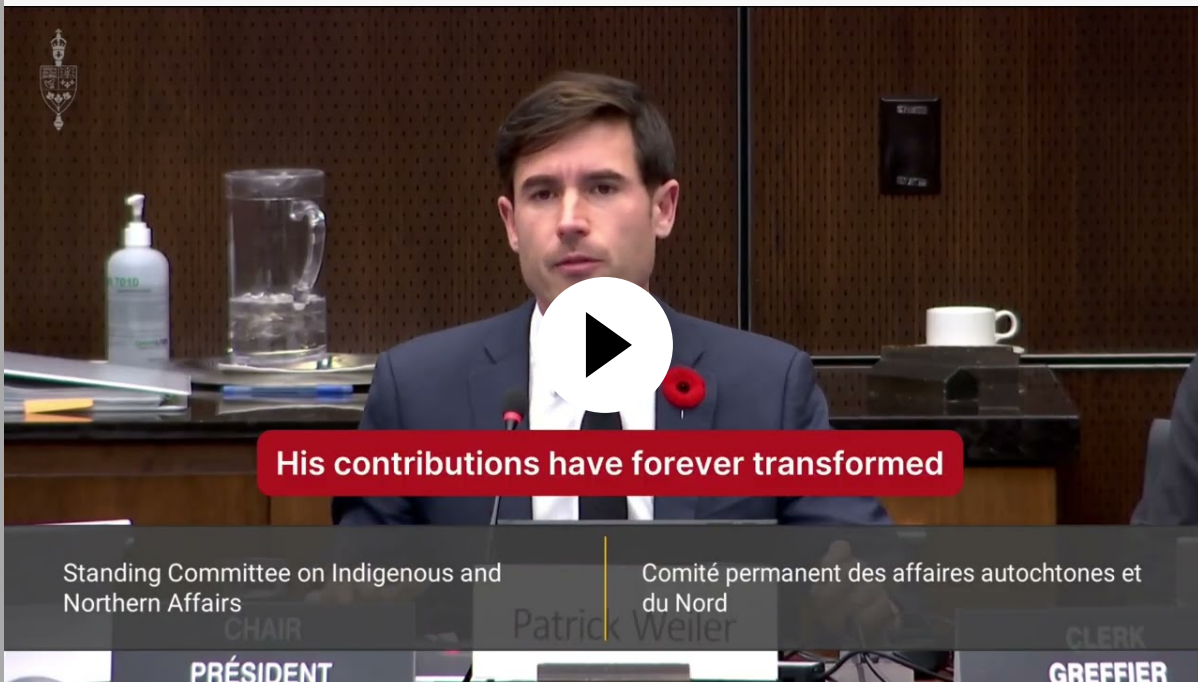 His contributions have forever transformed
Standing Committee on Indigenous and
Northern Affairs
Comité permanent des affaires autochtones et
du Nord
CHAIR
PRÉSIDENT
Patrick Weiler
CLERK
GREFFIER